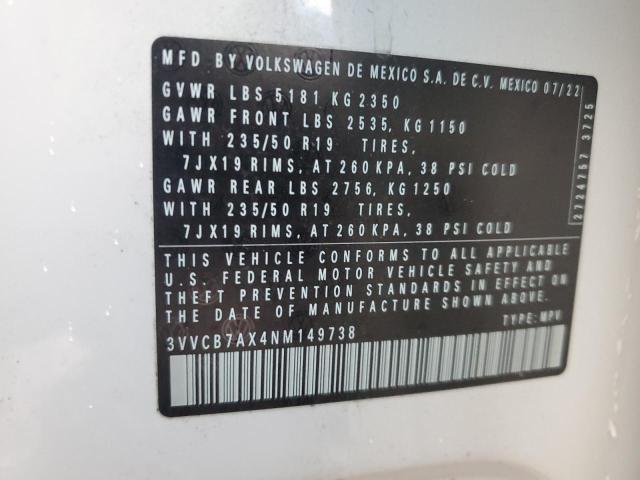 MFD BY VOLKSWAGEN DE MEXICO S.A. DE C.V. MEXICO 07/22
GVWR LBS 5181 KG 2350
GAWR FRONT LBS 2535, KG 1150
WITH 235/50 R19 TIRES,
7JX19 RIMS, AT 260 KPA, 38 PSI COLD
GAWR REAR LBS 2756, KG 1250
WITH 235/50 R19 TIRES,
7JX19 RIMS, AT 260 KPA, 38 PSI COLD
THIS VEHICLE CONFORMS TO ALL APPLICABLE
U.S. FEDERAL MOTOR VEHICLE SAFETY AND
THEFT PREVENTION STANDARDS IN EFFECT ON
THE DATE OF MANUFACTURE SHOWN ABOVE.
3VVCB7AX4NM149738 TYPE: MPV
2724757 3725